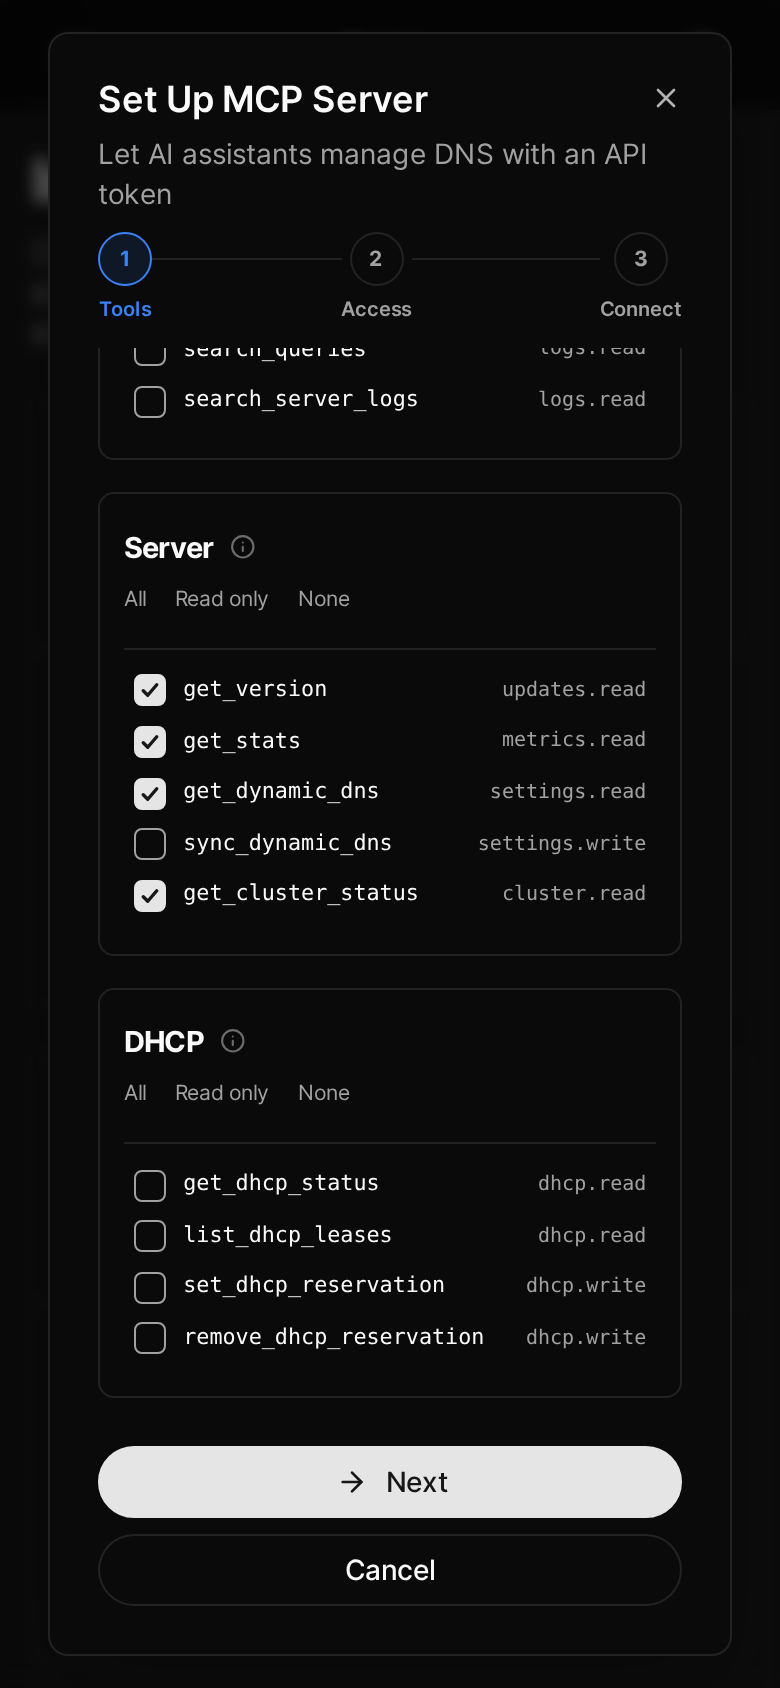 Set Up MCP Server
Let AI assistants manage DNS with an API
token
1 2 3
Tools Access Connect
search_queries logs.read
search_server_logs logs.read
Server
All Read only None
get_version updates.read
get_stats metrics.read
get_dynamic_dns settings.read
sync_dynamic_dns settings.write
get_cluster_status cluster.read
DHCP
All Read only None
get_dhcp_status dhcp.read
list_dhcp_leases dhcp.read
set_dhcp_reservation dhcp.write
remove_dhcp_reservation dhcp.write
Next
Cancel